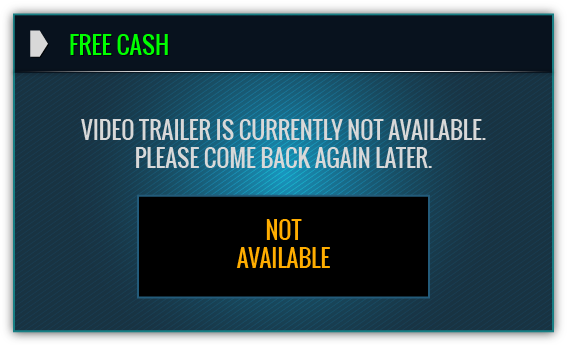 FREE CASH
VIDEO TRAILER IS CURRENTLY NOT AVAILABLE.
PLEASE COME BACK AGAIN LATER.
NOT
AVAILABLE